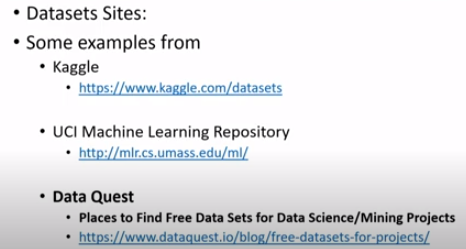 • Datasets Sites:
• Some examples from
• Kaggle
• https://www.kaggle.com/datasets
• UCI Machine Learning Repository
• http://mlr.cs.umass.edu/ml/
• Data Quest
• Places to Find Free Data Sets for Data Science/Mining Projects
• https://www.dataquest.io/blog/free-datasets-for-projects/